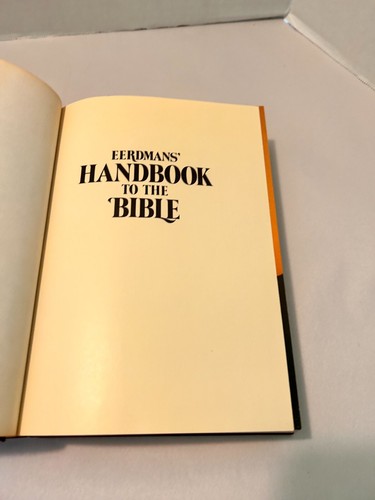 EERDMANS'
HANDBOOK
TO THE
BIBLE